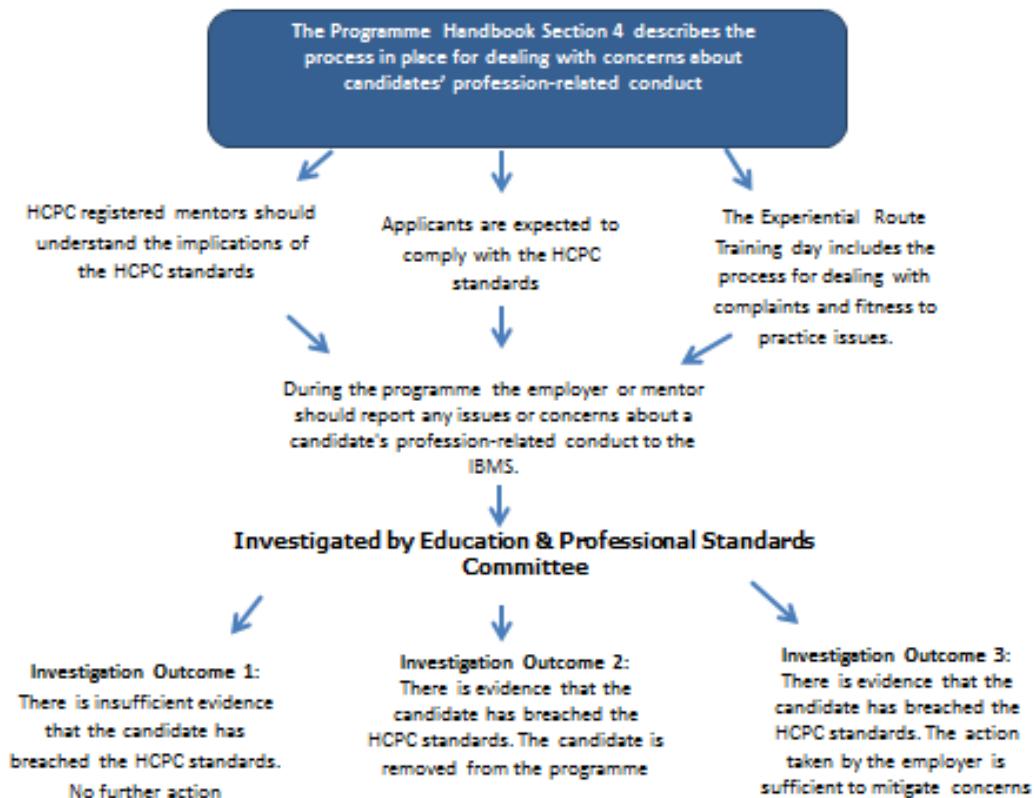 The Programme Handbook Section 4 describes the
process in place for dealing with concerns about
candidates' profession-related conduct
HCPC registered mentors should
understand the implications of
the HCPC standards
Applicants are expected to
comply with the HCPC
standards
The Experiential Route
Training day includes the
process for dealing with
complaints and fitness to
practice issues.
During the programme the employer or mentor
should report any issues or concerns about a
candidate's profession-related conduct to the
IBMS.
Investigated by Education & Professional Standards
Committee
Investigation Outcome 1:
There is insufficient evidence
that the candidate has
breached the HCPC standards.
No further action
Investigation Outcome 2:
There is evidence that the
candidate has breached the
HCPC standards. The candidate is
removed from the programme
Investigation Outcome 3:
There is evidence that the
candidate has breached the
HCPC standards. The action
taken by the employer is
sufficient to mitigate concerns